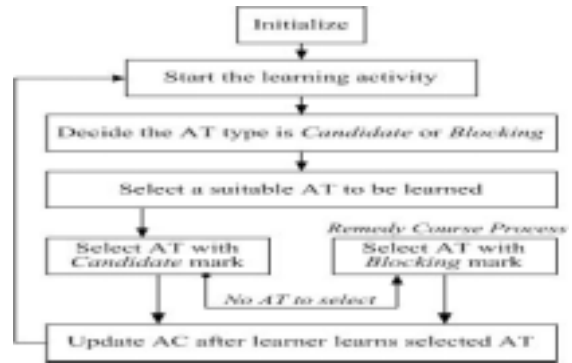 Initialize
Start the learning activity
Decide the AT type is Candidate or Blocking
Select a suitable AT to be learned
Remedy Course Process
Select AT with
Candidate mark
Select AT with
Blocking mark
No AT to select
Update AC after learner learns selected AT